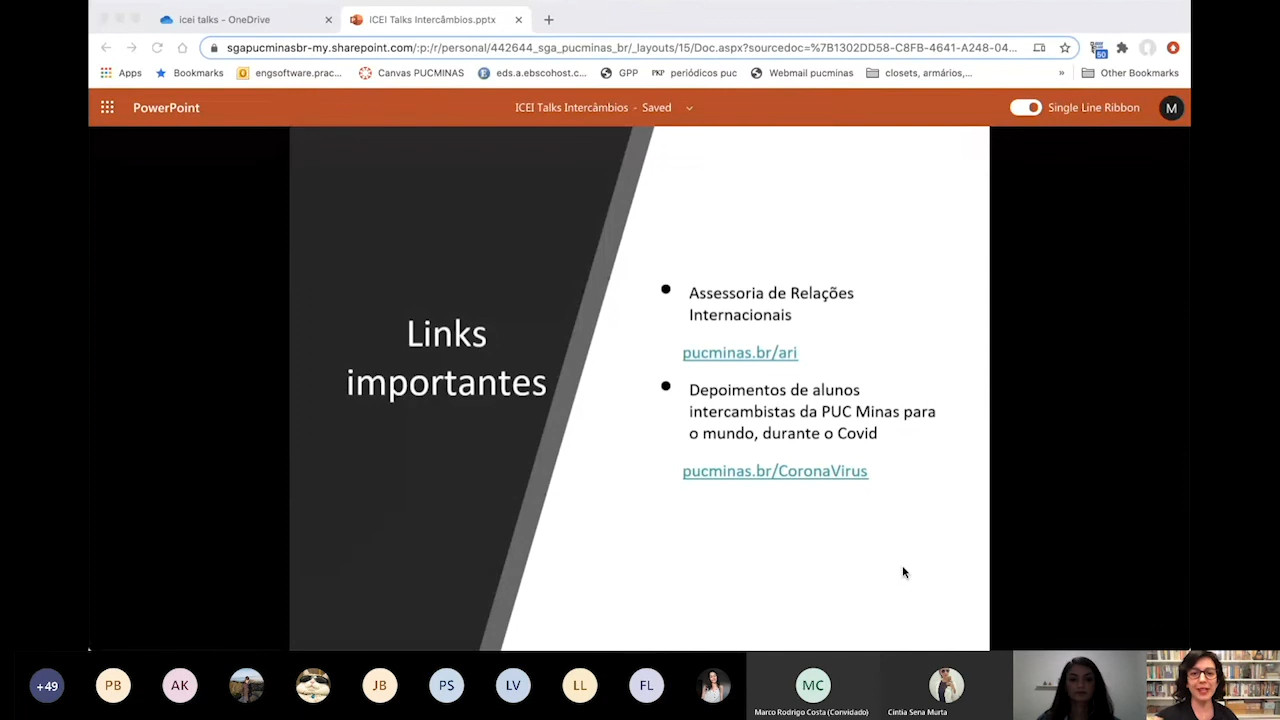 icei talks - OneDrive
ICEI Talks Intercâmbios.pptx
sgapucminasbr-my.sharepoint.com/:p:/r/personal/442644_sga_pucminas_br/_layouts/15/Doc.aspx?sourcedoc=%7B1302DD58-C8FB-4641-A248-04...
50
Apps
Bookmarks
engsoftware.prac...
Canvas PUCMINAS
eds.a.ebscohost.c...
GPP
PKP periódicos puc
Webmail pucminas
closets, armários,...
»
Other Bookmarks
PowerPoint
ICEI Talks Intercâmbios - Saved
Single Line Ribbon
M
Links
importantes
Assessoria de Relações
Internacionais
pucminas.br/ari
Depoimentos de alunos
intercambistas da PUC Minas para
o mundo, durante o Covid
pucminas.br/CoronaVirus
+49
PB
AK
JB
PS
LV
LL
FL
MC
Marco Rodrigo Costa (Convidado)
Cintia Sena Murta